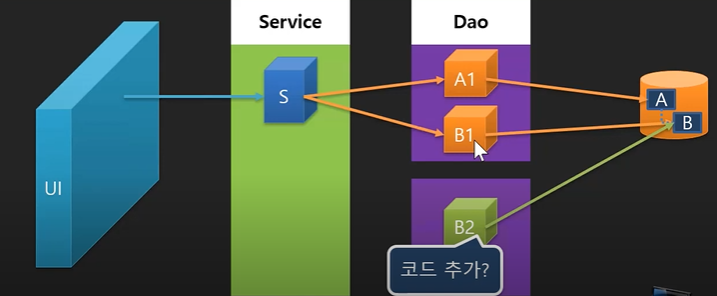 Service
Dao
UI
S
A1
B1
A
B
B2
코드 추가?